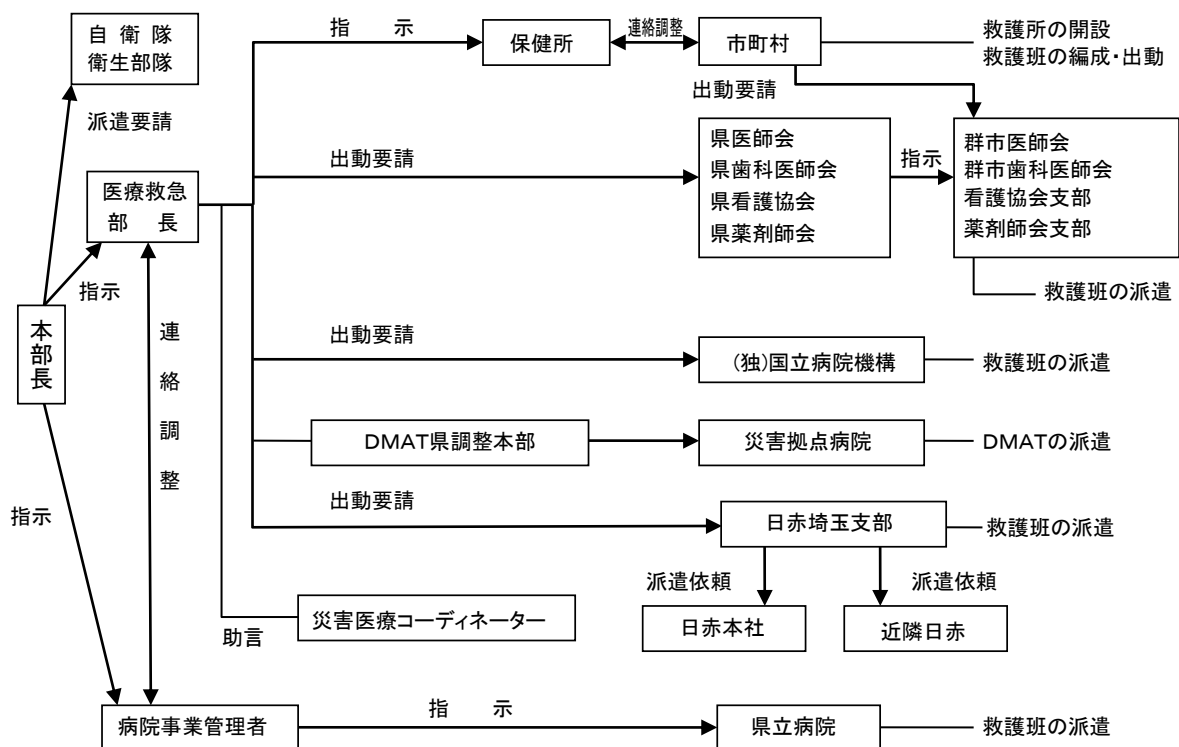 自 衛 隊
衛生部隊
派遣要請
医療救急
部　長
指示
本部長
連絡調整
指示
病院事業管理者
指　示
保健所
連絡調整
市町村
救護所の開設
救護班の編成・出動
出動要請
出動要請
県医師会
県歯科医師会
県看護協会
県薬剤師会
指示
群市医師会
群市歯科医師会
看護協会支部
薬剤師会支部
救護班の派遣
出動要請
(独)国立病院機構
救護班の派遣
DMAT県調整本部
災害拠点病院
DMATの派遣
出動要請
日赤埼玉支部
救護班の派遣
派遣依頼
派遣依頼
日赤本社
近隣日赤
災害医療コーディネーター
助言
指　示
県立病院
救護班の派遣